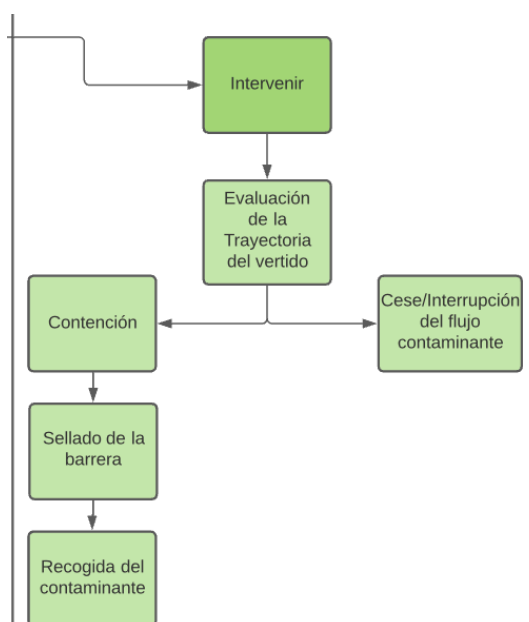 Intervenir
Evaluación
de la
Trayectoria
del vertido
Contención
Cese/Interrupción
del flujo
contaminante
Sellado de la
barrera
Recogida del
contaminante